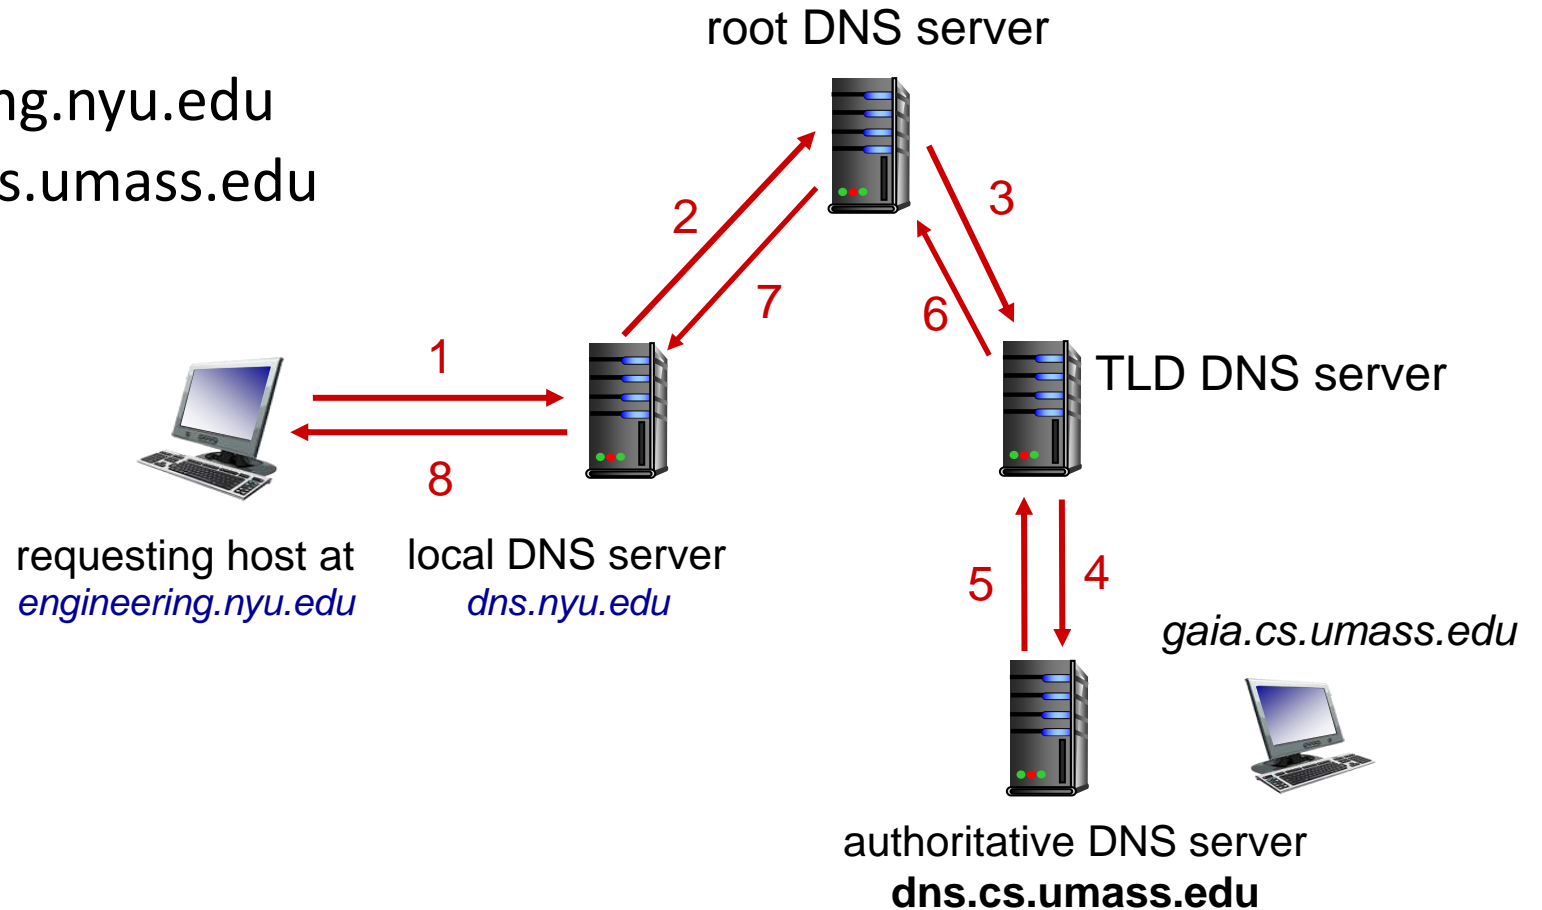 root DNS server
ng.nyu.edu
s.umass.edu
2
3
7
6
1
TLD DNS server
8
requesting host at
engineering.nyu.edu
local DNS server
dns.nyu.edu
5
4
gaia.cs.umass.edu
authoritative DNS server
dns.cs.umass.edu